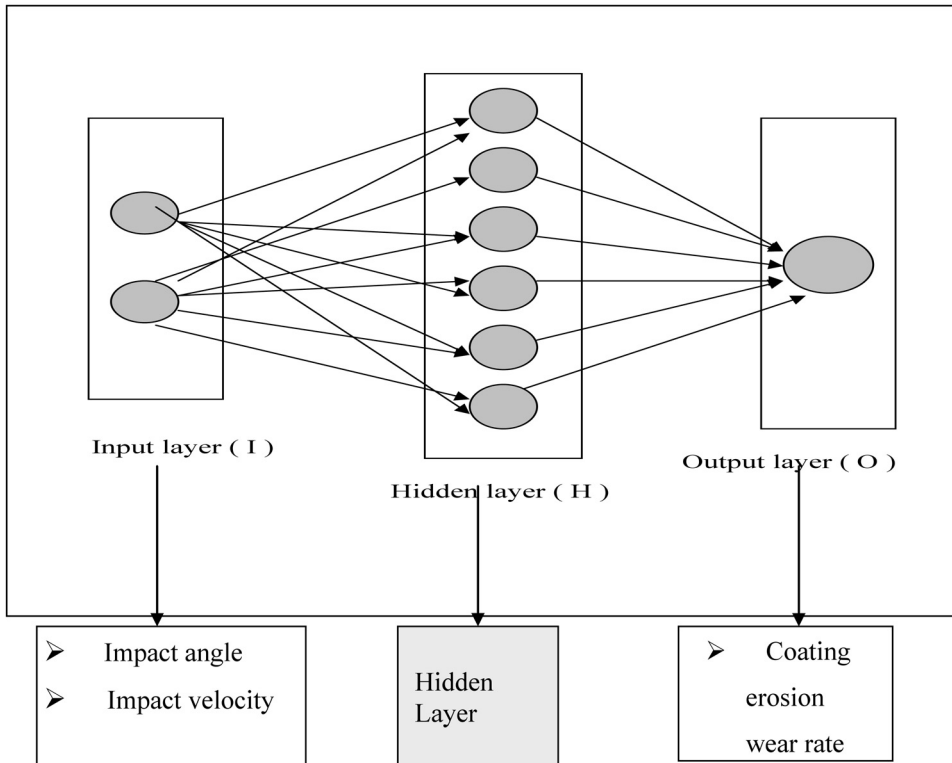 Input layer ( I )
Hidden layer ( H )
Output layer ( O )
➢ Impact angle
➢ Impact velocity
Hidden
Layer
➢ Coating
erosion
wear rate